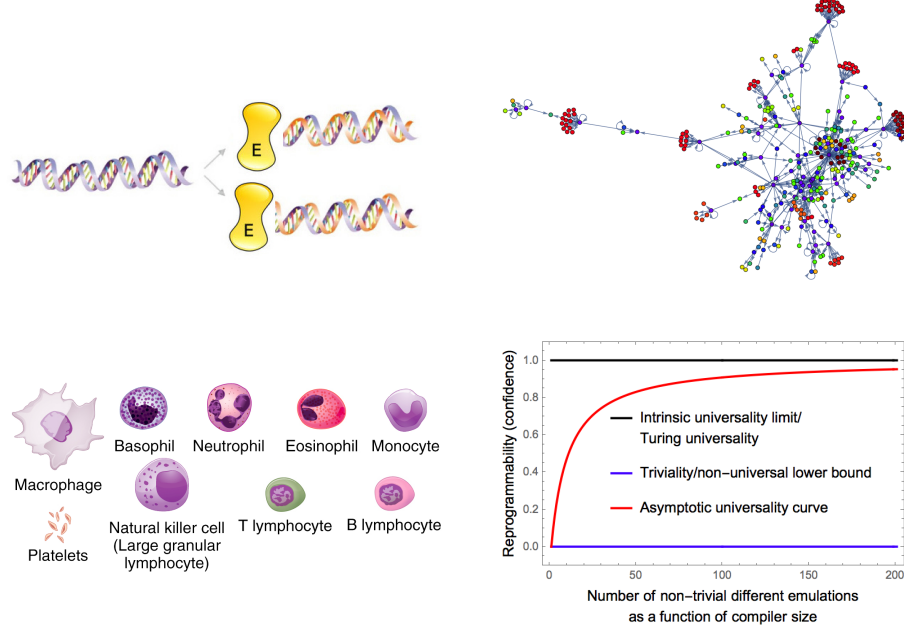 E
E
Basophil
Neutrophil
Eosinophil
Monocyte
Macrophage
Natural killer cell
(Large granular
lymphocyte)
T lymphocyte
B lymphocyte
Platelets
Reprogrammability (confidence)
1.0
0.8
0.6
0.4
0.2
0.0
Intrinsic universality limit/
Turing universality
Triviality/non-universal lower bound
Asymptotic universality curve
0
50
100
150
200
Number of non-trivial different emulations
as a function of compiler size